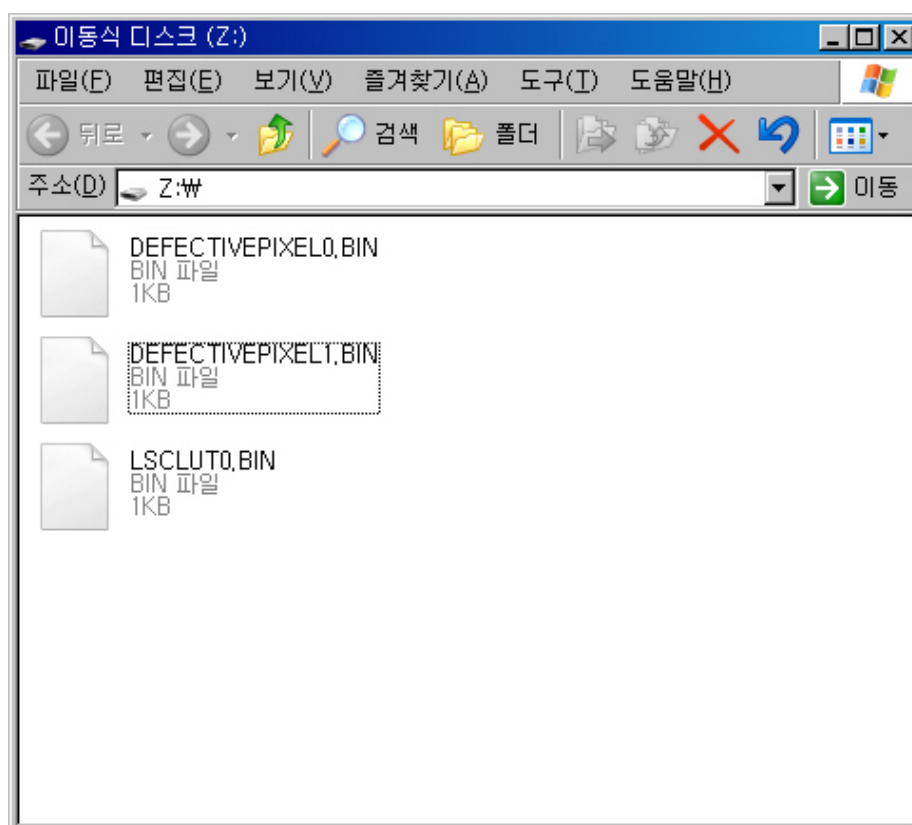 이동식 디스크 (Z:)
파일(F) 편집(E) 보기(V) 즐겨찾기(A) 도구(T) 도움말(H)
뒤로 검색 폴더
주소(D) Z:₩ 이동
DEFECTIVEPIXEL0.BIN
BIN 파일
1KB
DEFECTIVEPIXEL1.BIN
BIN 파일
1KB
LSCLUT0.BIN
BIN 파일
1KB